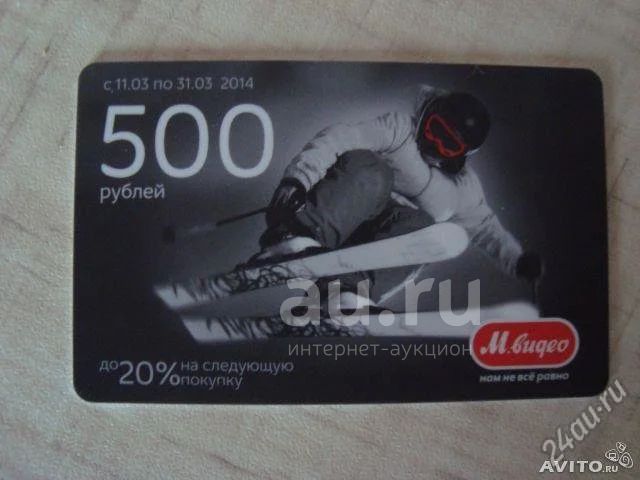 с 11.03 по 31.03 2014
500
рублей
au.ru
интернет-аукцион
М.видео
нам не всё равно
до 20% на следующую
покупку
24au.ru
AVITO.ru